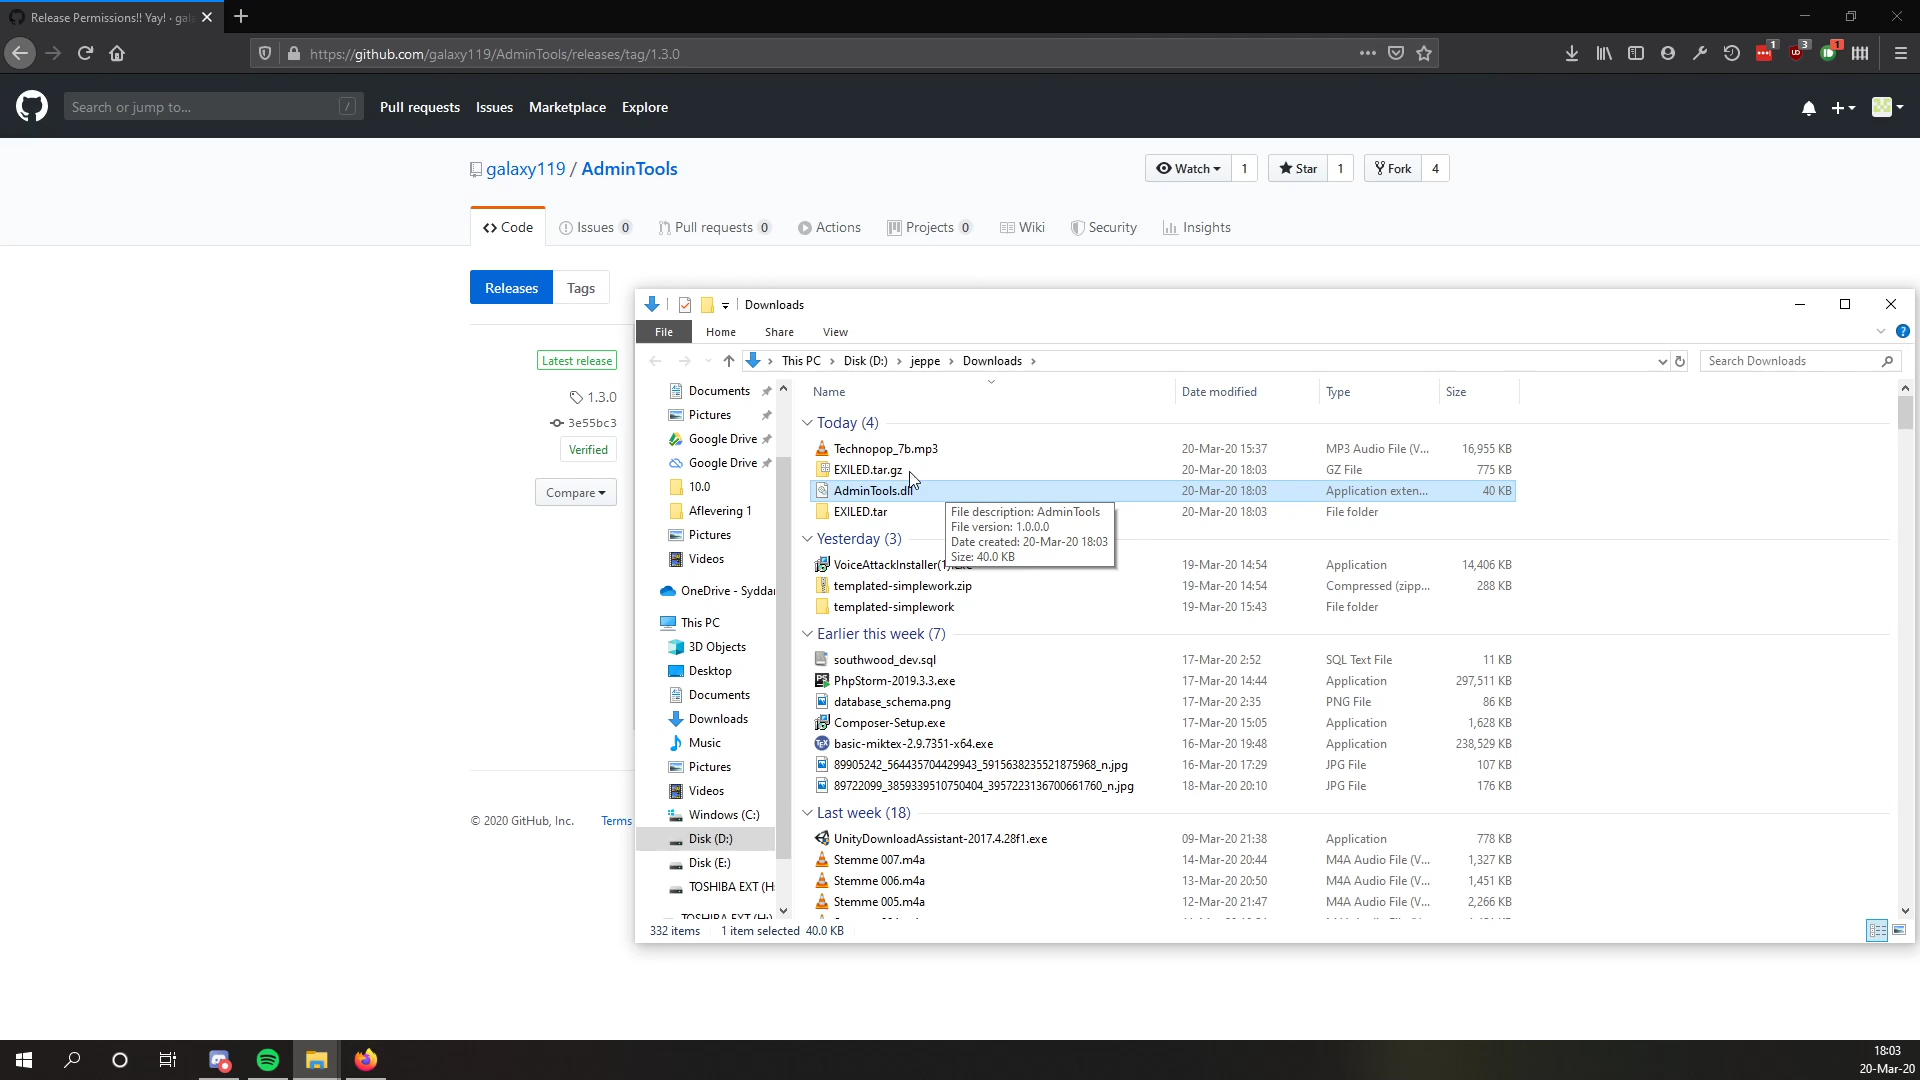 Release Permissions!! Yay! · gala
https://github.com/galaxy119/AdminTools/releases/tag/1.3.0
1
3
1
Search or jump to...
/
Pull requests
Issues
Marketplace
Explore
galaxy119 / AdminTools
Watch
1
Star
1
Fork
4
Code
Issues 0
Pull requests 0
Actions
Projects 0
Wiki
Security
Insights
Releases
Tags
Latest release
1.3.0
3e55bc3
Verified
Compare
© 2020 GitHub, Inc.
Terms
Downloads
File
Home
Share
View
This PC
Disk (D:)
jeppe
Downloads
Search Downloads
Documents
Pictures
Google Drive
Google Drive
10.0
Aflevering 1
Pictures
Videos
OneDrive - Syddan
This PC
3D Objects
Desktop
Documents
Downloads
Music
Pictures
Videos
Windows (C:)
Disk (D:)
Disk (E:)
TOSHIBA EXT (H:
TOSHIBA EXT (H:)
Name Date modified Type Size
Today (4)
Technopop_7b.mp3 20-Mar-20 15:37 MP3 Audio File (V... 16,955 KB
EXILED.tar.gz 20-Mar-20 18:03 GZ File 775 KB
AdminTools.dll 20-Mar-20 18:03 Application exten... 40 KB
EXILED.tar 20-Mar-20 18:03 File folder
File description: AdminTools
File version: 1.0.0.0
Date created: 20-Mar-20 18:03
Size: 40.0 KB
Yesterday (3)
VoiceAttackInstaller(1).exe 19-Mar-20 14:54 Application 14,406 KB
templated-simplework.zip 19-Mar-20 14:54 Compressed (zipp... 288 KB
templated-simplework 19-Mar-20 15:43 File folder
Earlier this week (7)
southwood_dev.sql 17-Mar-20 2:52 SQL Text File 11 KB
PhpStorm-2019.3.3.exe 17-Mar-20 14:44 Application 297,511 KB
database_schema.png 17-Mar-20 2:35 PNG File 86 KB
Composer-Setup.exe 17-Mar-20 15:05 Application 1,628 KB
basic-miktex-2.9.7351-x64.exe 16-Mar-20 19:48 Application 238,529 KB
89905242_564435704429943_5915638235521875968_n.jpg 16-Mar-20 17:29 JPG File 107 KB
89722099_3859339510750404_3957223136700661760_n.jpg 18-Mar-20 20:10 JPG File 176 KB
Last week (18)
UnityDownloadAssistant-2017.4.28f1.exe 09-Mar-20 21:38 Application 778 KB
Stemme 007.m4a 14-Mar-20 20:44 M4A Audio File (V... 1,327 KB
Stemme 006.m4a 13-Mar-20 20:50 M4A Audio File (V... 1,451 KB
Stemme 005.m4a 12-Mar-20 21:47 M4A Audio File (V... 2,266 KB
332 items
1 item selected 40.0 KB
18:03
20-Mar-20